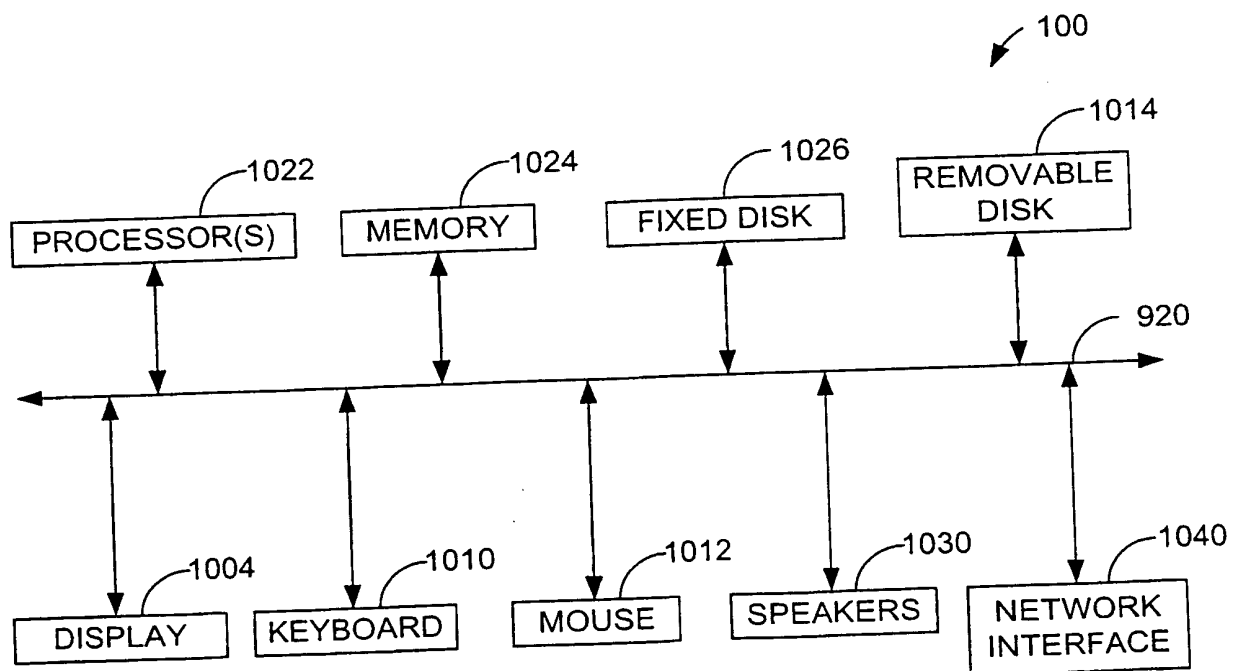 100
1014
REMOVABLE
DISK
1026
FIXED DISK
1024
MEMORY
1022
PROCESSOR(S)
920
1004
DISPLAY
1010
KEYBOARD
1012
MOUSE
1030
SPEAKERS
1040
NETWORK
INTERFACE